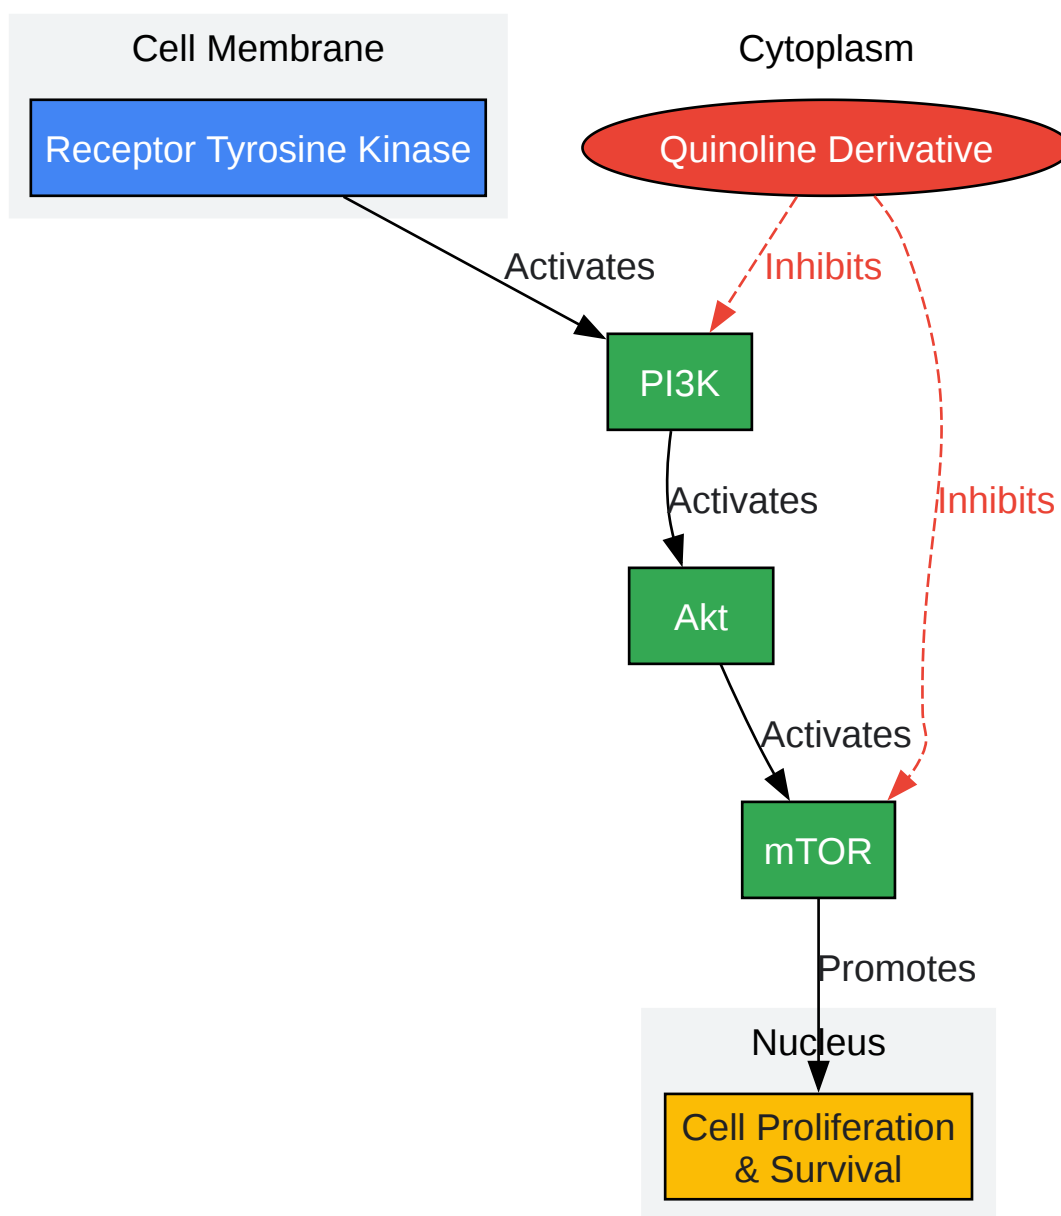 Cell Membrane
Cytoplasm
Receptor Tyrosine Kinase
Quinoline Derivative
Activates
Inhibits
PI3K
Activates
Inhibits
Akt
Activates
mTOR
Promotes
Nucleus
Cell Proliferation
& Survival